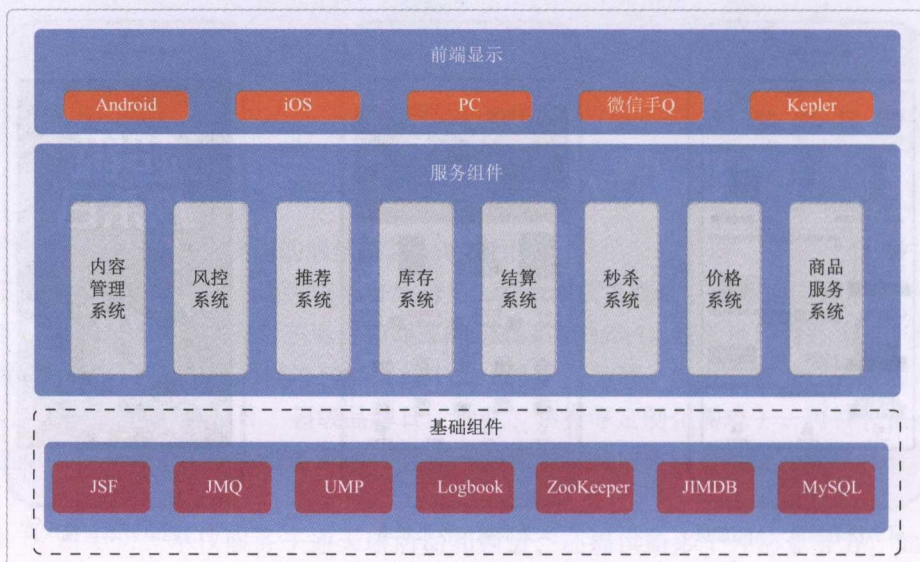 前端显示
Android
iOS
PC
微信手Q
Kepler
服务组件
内容
管理
系统
风控
系统
推荐
系统
库存
系统
结算
系统
秒杀
系统
价格
系统
商品
服务
系统
基础组件
JSF
JMQ
UMP
Logbook
ZooKeeper
JIMDB
MySQL